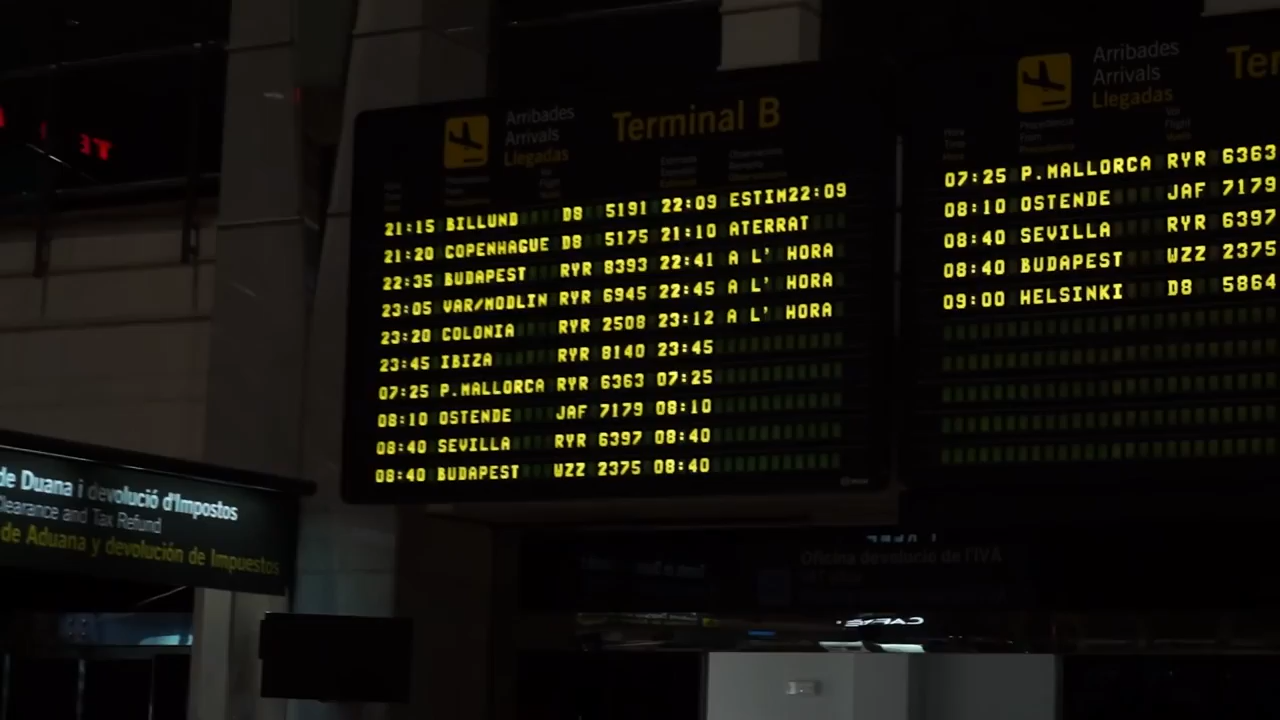 Arribades
Arrivals
Llegadas
Terminal B
21:15 BILLUND D8 5191 22:09 ESTIM22:09
21:20 COPENHAGUE D8 5175 21:10 ATERRAT
22:35 BUDAPEST RYR 8393 22:41 A L' HORA
23:05 VAR/MODLIN RYR 6945 22:45 A L' HORA
23:20 COLONIA RYR 2508 23:12 A L' HORA
23:45 IBIZA RYR 8140 23:45
07:25 P.MALLORCA RYR 6363 07:25
08:10 OSTENDE JAF 7179 08:10
08:40 SEVILLA RYR 6397 08:40
08:40 BUDAPEST WZZ 2375 08:40
Arribades
Arrivals
Llegadas
Ter
07:25 P.MALLORCA RYR 6363
08:10 OSTENDE JAF 7179
08:40 SEVILLA RYR 6397
08:40 BUDAPEST WZZ 2375
09:00 HELSINKI D8 5864
de Duana i devolució d'Impostos
Clearance and Tax Refund
de Aduana y devolución de Impuestos
Oficina devolució de l'IVA